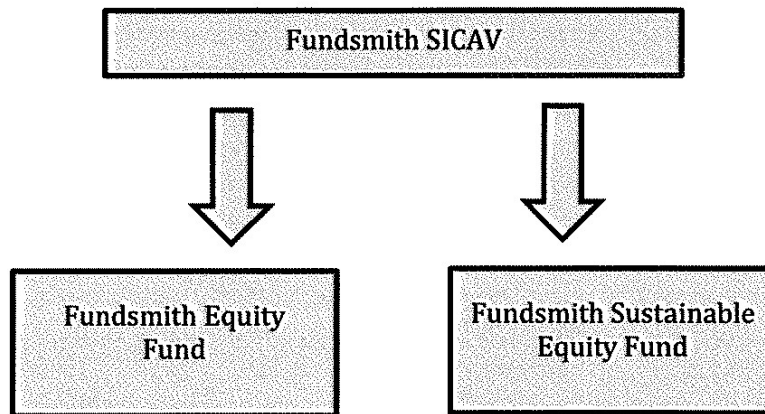 Fundsmith SICAV
Fundsmith Equity
Fund
Fundsmith Sustainable
Equity Fund